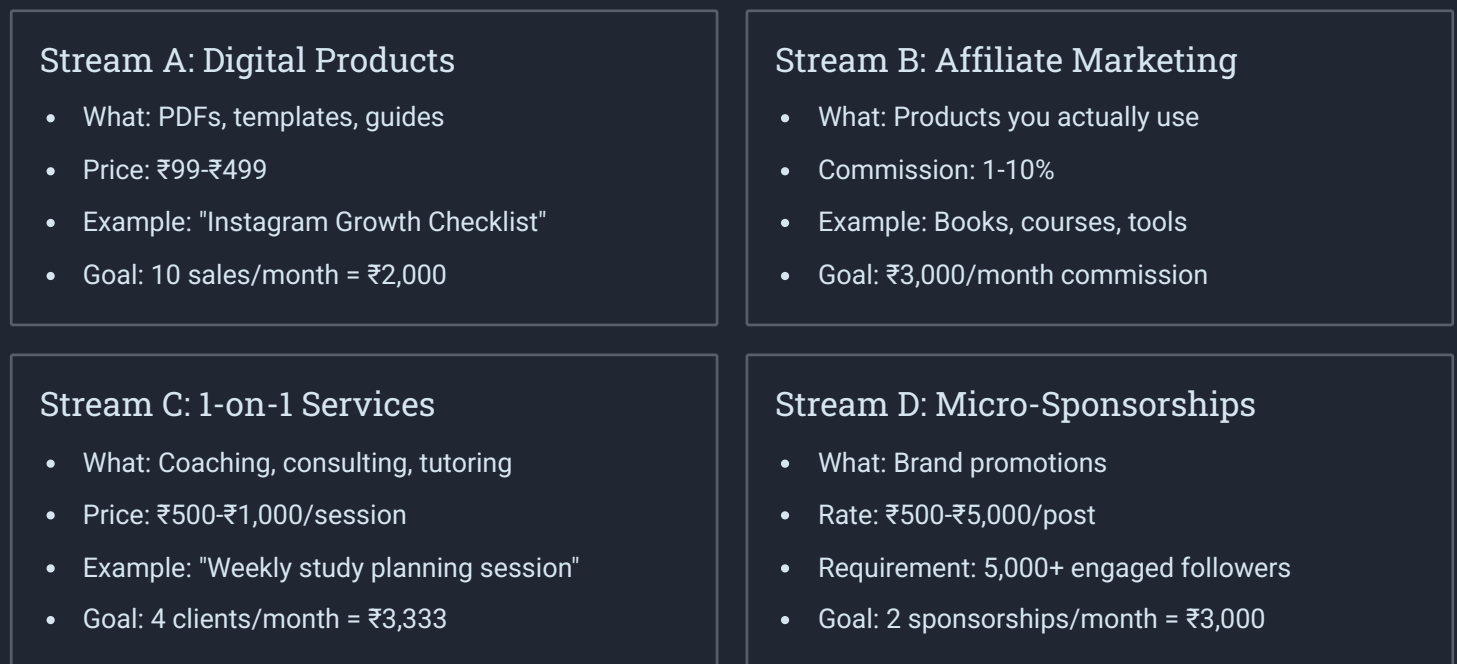 Stream A: Digital Products
• What: PDFs, templates, guides
• Price: ₹99-₹499
• Example: "Instagram Growth Checklist"
• Goal: 10 sales/month = ₹2,000
Stream B: Affiliate Marketing
• What: Products you actually use
• Commission: 1-10%
• Example: Books, courses, tools
• Goal: ₹3,000/month commission
Stream C: 1-on-1 Services
• What: Coaching, consulting, tutoring
• Price: ₹500-₹1,000/session
• Example: "Weekly study planning session"
• Goal: 4 clients/month = ₹3,333
Stream D: Micro-Sponsorships
• What: Brand promotions
• Rate: ₹500-₹5,000/post
• Requirement: 5,000+ engaged followers
• Goal: 2 sponsorships/month = ₹3,000